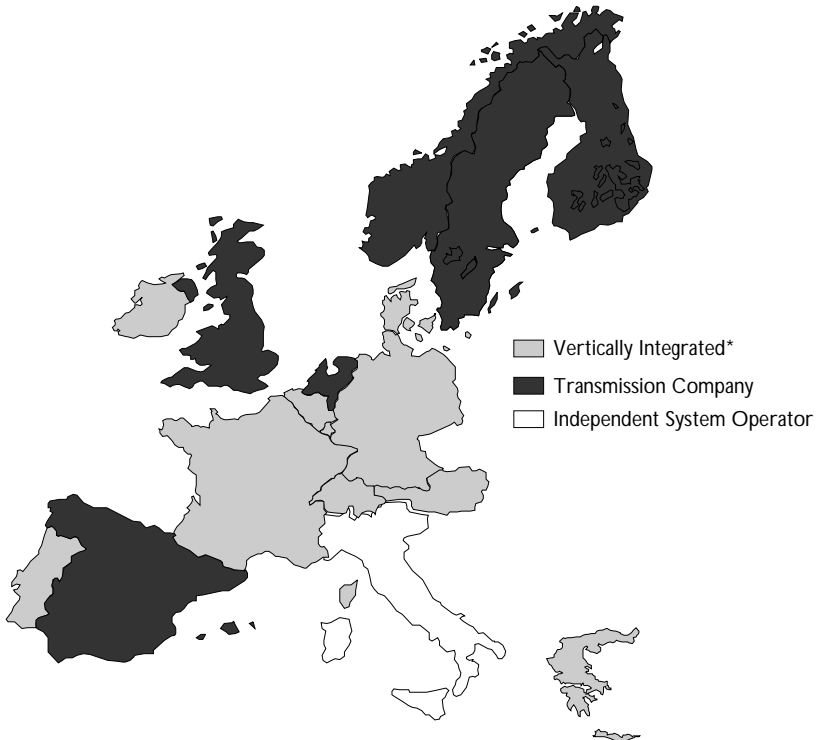 Vertically Integrated*
Transmission Company
Independent System Operator